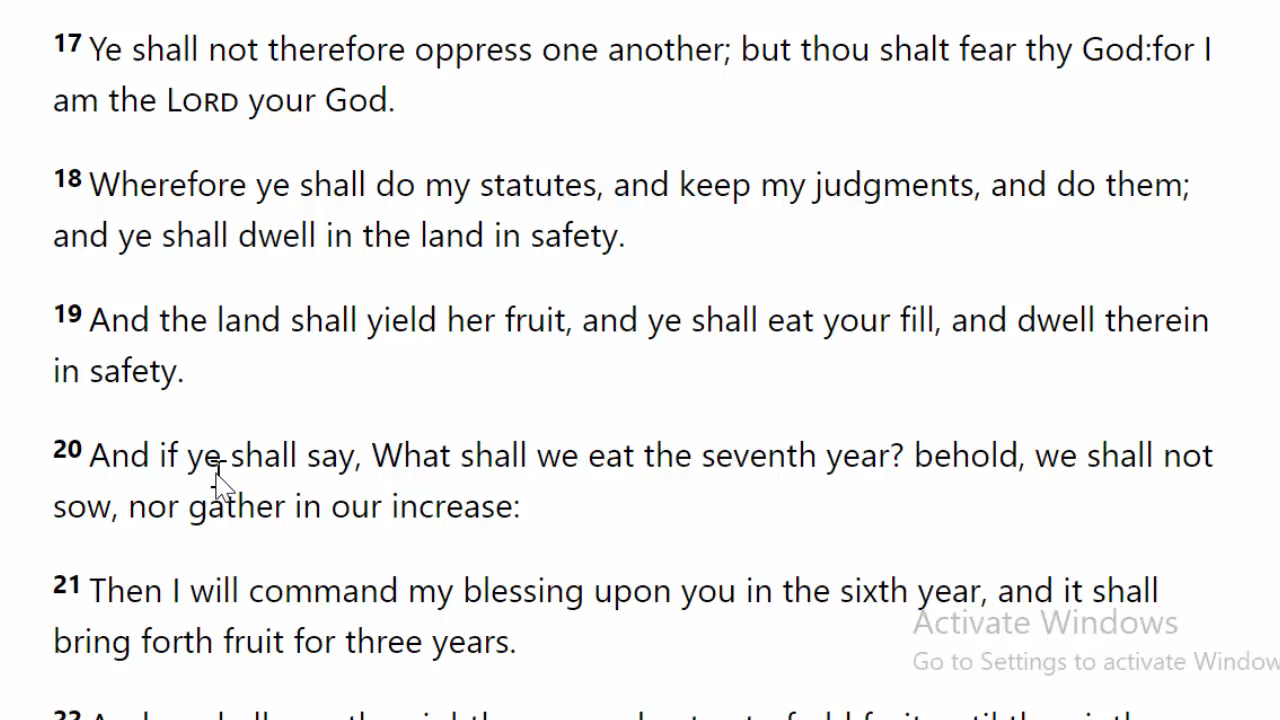 17 Ye shall not therefore oppress one another; but thou shalt fear thy God:for I
am the LORD your God.
18 Wherefore ye shall do my statutes, and keep my judgments, and do them;
and ye shall dwell in the land in safety.
19 And the land shall yield her fruit, and ye shall eat your fill, and dwell therein
in safety.
20 And if ye shall say, What shall we eat the seventh year? behold, we shall not
sow, nor gather in our increase:
21 Then I will command my blessing upon you in the sixth year, and it shall
bring forth fruit for three years.
Activate Windows
Go to Settings to activate Window